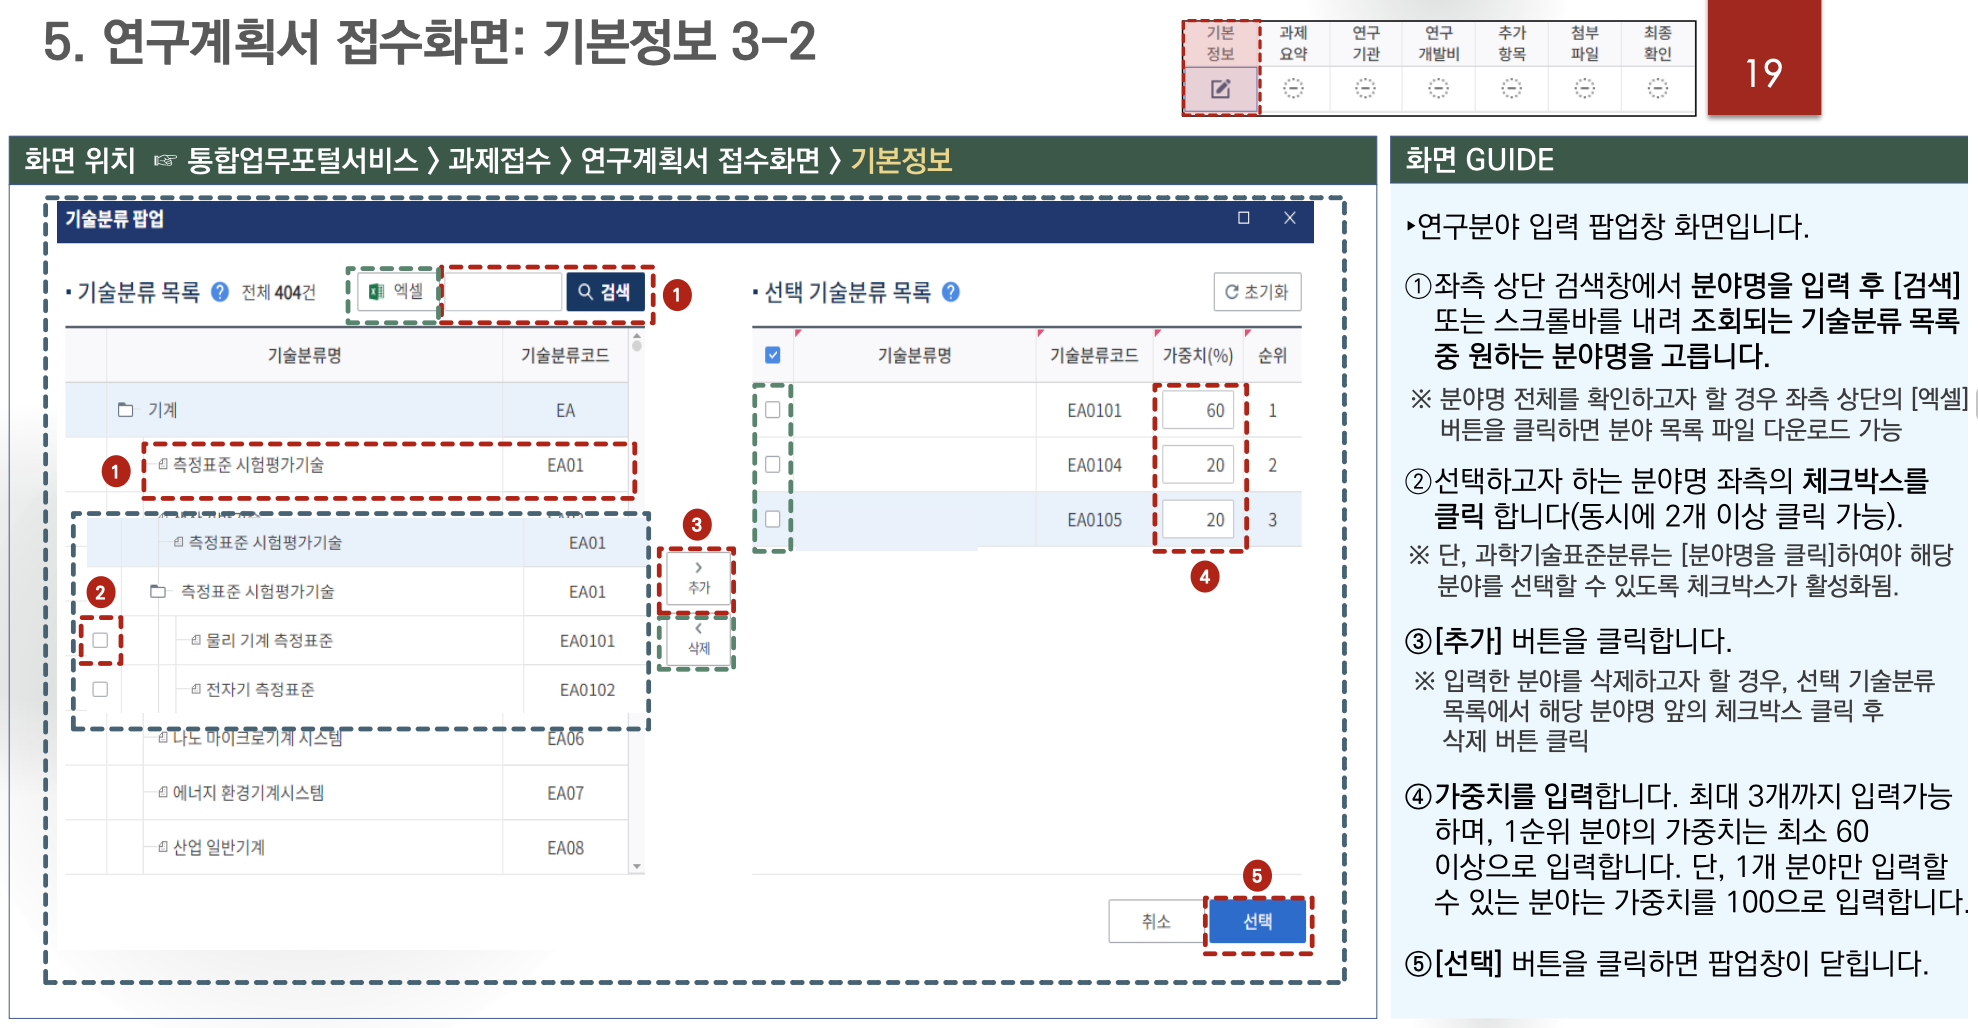 5. 연구계획서 접수화면: 기본정보 3-2
기본 정보
과제 요약
연구 기관
연구 개발비
추가 항목
첨부 파일
최종 확인
19
화면 위치 ☞ 통합업무포털서비스 〉 과제접수 〉 연구계획서 접수화면 〉 기본정보
기술분류 팝업
기술분류 목록 ? 전체 404건 엑셀 검색 1
기술분류명 기술분류코드
기계 EA
1 측정표준 시험평가기술 EA01
측정표준 시험평가기술 EA01
2 측정표준 시험평가기술 EA01
물리 기계 측정표준 EA0101
전자기 측정표준 EA0102
나노 마이크로기계 시스템 EA06
에너지 환경기계시스템 EA07
산업 일반기계 EA08
3
추가
삭제
선택 기술분류 목록 ? 초기화
기술분류명 기술분류코드 가중치(%) 순위
EA0101 60 1
EA0104 20 2
EA0105 20 3
4
5
취소 선택
화면 GUIDE
▸연구분야 입력 팝업창 화면입니다.
①좌측 상단 검색창에서 분야명을 입력 후 [검색]
또는 스크롤바를 내려 조회되는 기술분류 목록
중 원하는 분야명을 고릅니다.
※ 분야명 전체를 확인하고자 할 경우 좌측 상단의 [엑셀]
버튼을 클릭하면 분야 목록 파일 다운로드 가능
②선택하고자 하는 분야명 좌측의 체크박스를
클릭 합니다(동시에 2개 이상 클릭 가능).
※ 단, 과학기술표준분류는 [분야명을 클릭]하여야 해당
분야를 선택할 수 있도록 체크박스가 활성화됨.
③[추가] 버튼을 클릭합니다.
※ 입력한 분야를 삭제하고자 할 경우, 선택 기술분류
목록에서 해당 분야명 앞의 체크박스 클릭 후
삭제 버튼 클릭
④가중치를 입력합니다. 최대 3개까지 입력가능
하며, 1순위 분야의 가중치는 최소 60
이상으로 입력합니다. 단, 1개 분야만 입력할
수 있는 분야는 가중치를 100으로 입력합니다.
⑤[선택] 버튼을 클릭하면 팝업창이 닫힙니다.